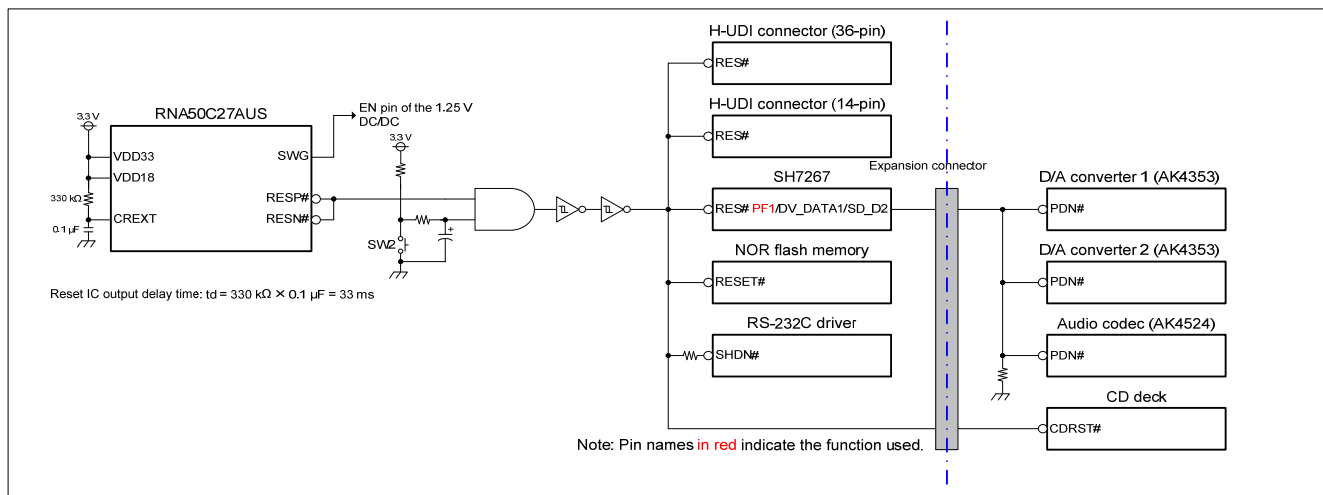 H-UDI connector (36-pin)
RES#
RNA50C27AUS
EN pin of the 1.25 V
DC/DC
3.3 V
3.3 V
H-UDI connector (14-pin)
VDD33
SWG
RES#
VDD18
Expansion connector
RESP#
SH7267
D/A converter 1 (AK4353)
330 kΩ
CREXT
RESN#
RES# PF1/DV_DATA1/SD_D2
PDN#
0.1 µF
+
SW2
NOR flash memory
D/A converter 2 (AK4353)
RESET#
PDN#
Reset IC output delay time: td = 330 kΩ × 0.1 µF = 33 ms
RS-232C driver
Audio codec (AK4524)
SHDN#
PDN#
CD deck
CDRST#
Note: Pin names in red indicate the function used.